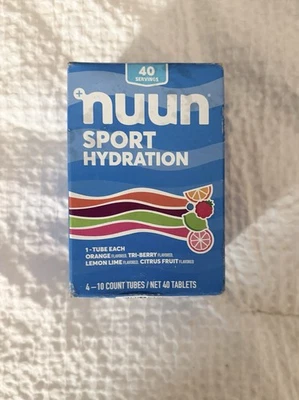 40
SERVINGS
nuun
SPORT
HYDRATION
1-TUBE EACH
ORANGE FLAVORED, TRI-BERRY FLAVORED,
LEMON LIME FLAVORED, CITRUS FRUIT FLAVORED
4-10 COUNT TUBES / NET 40 TABLETS